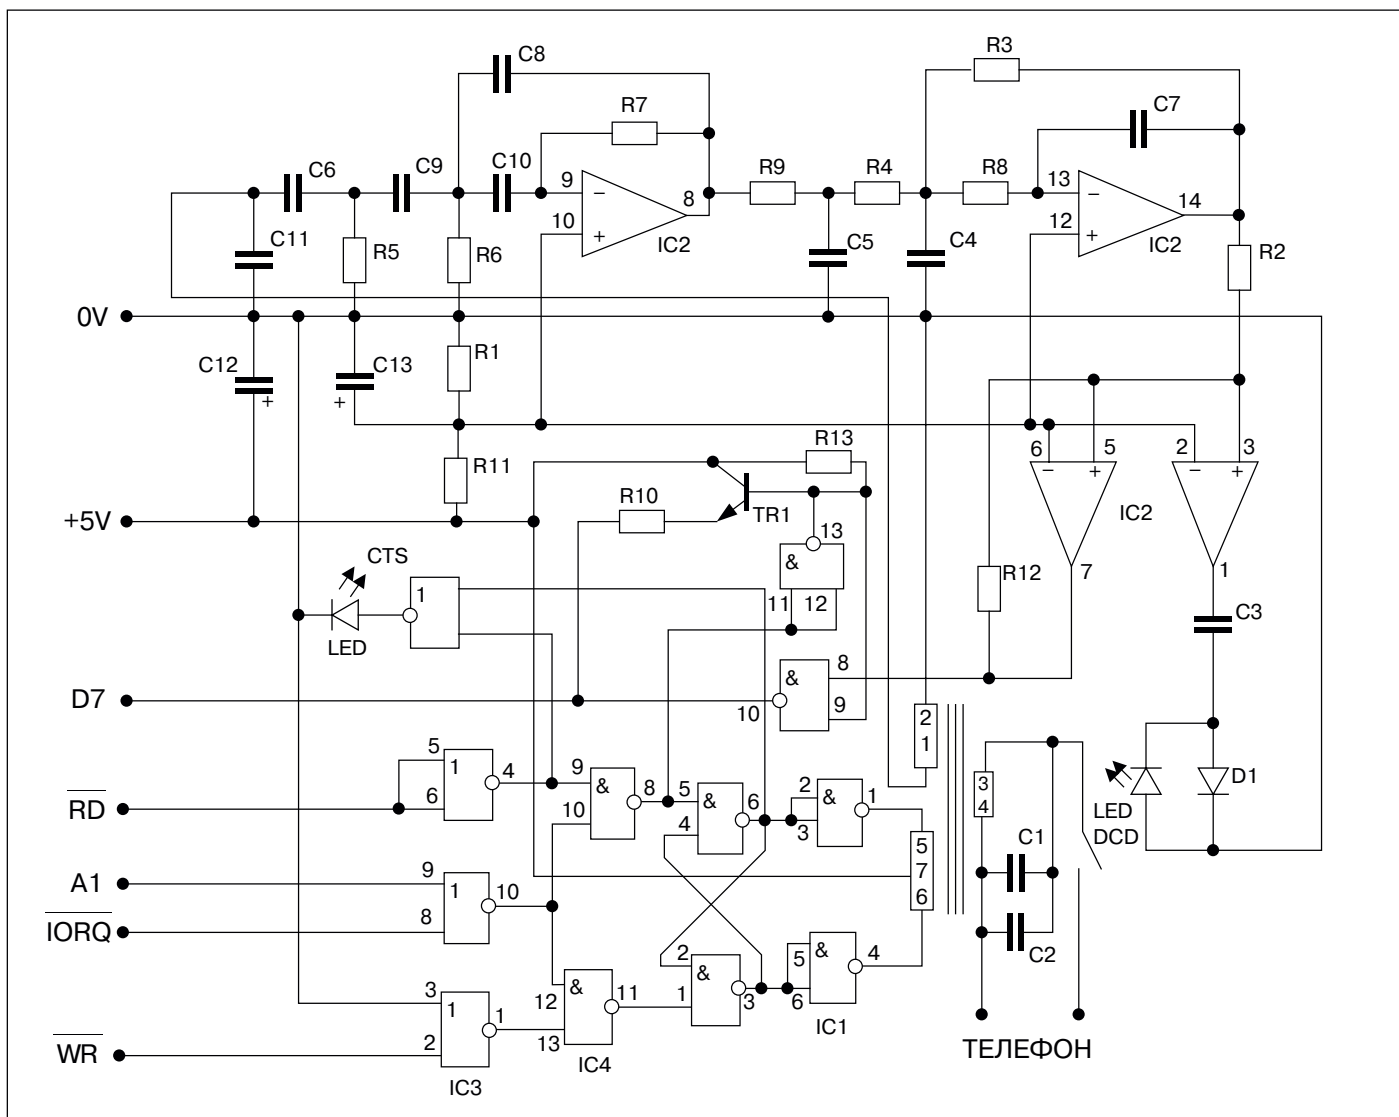 C8
R3
R7
C7
C6
C9
C10
R9
R4
R8
9
−
8
13
−
14
10
+
12
+
C11
R5
R6
IC2
C5
C4
IC2
R2
0V
C12
+
C13
+
R1
R11
R13
6
−
5
+
2
−
3
+
R10
TR1
IC2
+5V
13
&
CTS
1
11
12
R12
7
1
LED
C3
&
8
D7
10
9
2
1
5
1
4
9
&
8
5
&
6
2
&
1
3
4
LED
DCD
D1
RD
6
10
4
3
5
7
6
C1
A1
9
1
10
IORQ
8
C2
2
&
5
&
4
3
1
12
&
11
1
3
6
1
13
IC1
WR
2
IC3
IC4
ТЕЛЕФОН